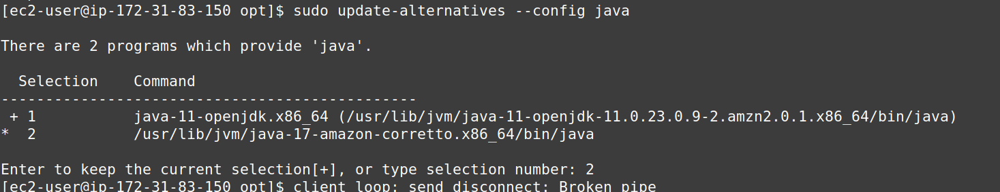 [ec2-user@ip-172-31-83-150 opt]$ sudo update-alternatives --config java
There are 2 programs which provide 'java'.
Selection Command
-----------------------------------------------
+ 1 java-11-openjdk.x86_64 (/usr/lib/jvm/java-11-openjdk-11.0.23.0.9-2.amzn2.0.1.x86_64/bin/java)
* 2 /usr/lib/jvm/java-17-amazon-corretto.x86_64/bin/java
Enter to keep the current selection[+], or type selection number: 2
[ec2-user@ip-172-31-83-150 opt]$ client_loop: send disconnect: Broken pipe